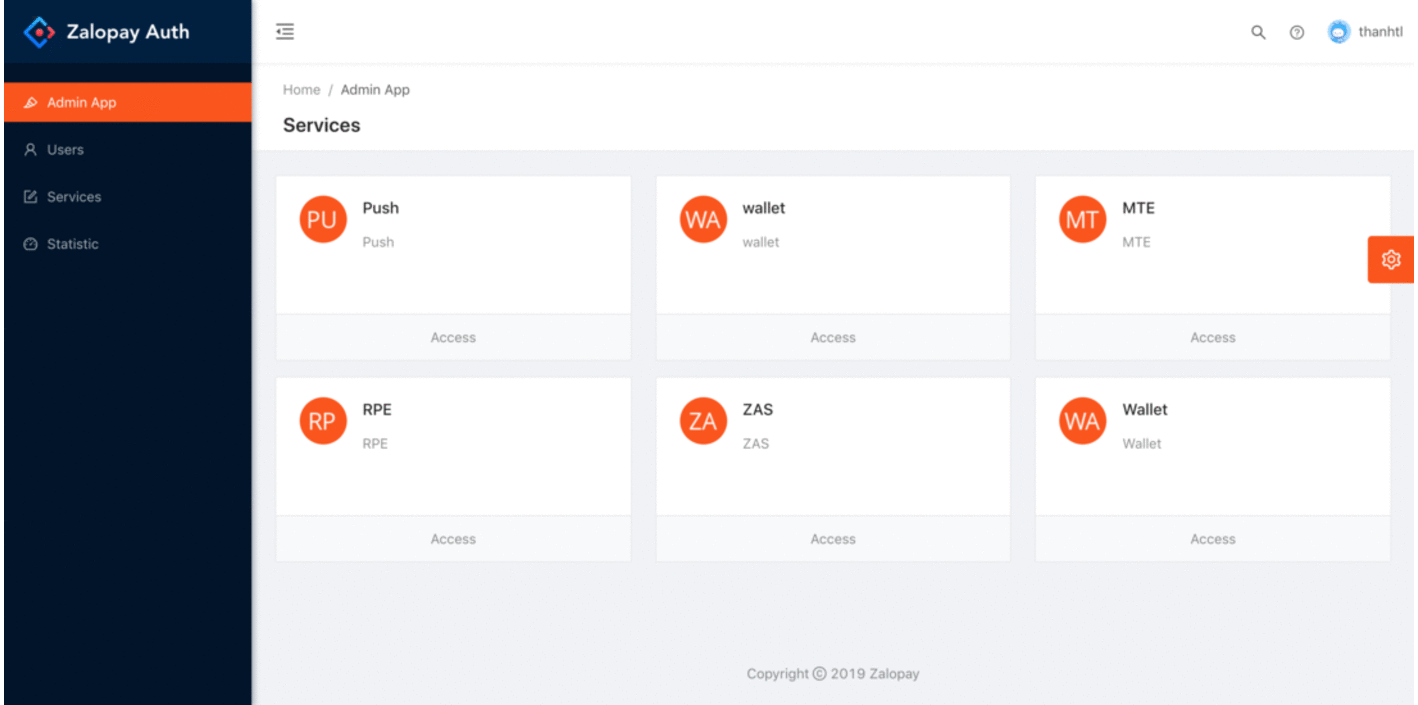 Zalopay Auth
thanhtl
Admin App
Users
Services
Statistic
Home / Admin App
Services
PU
Push
Push
Access
WA
wallet
wallet
Access
MT
MTE
MTE
Access
RP
RPE
RPE
Access
ZA
ZAS
ZAS
Access
WA
Wallet
Wallet
Access
Copyright © 2019 Zalopay